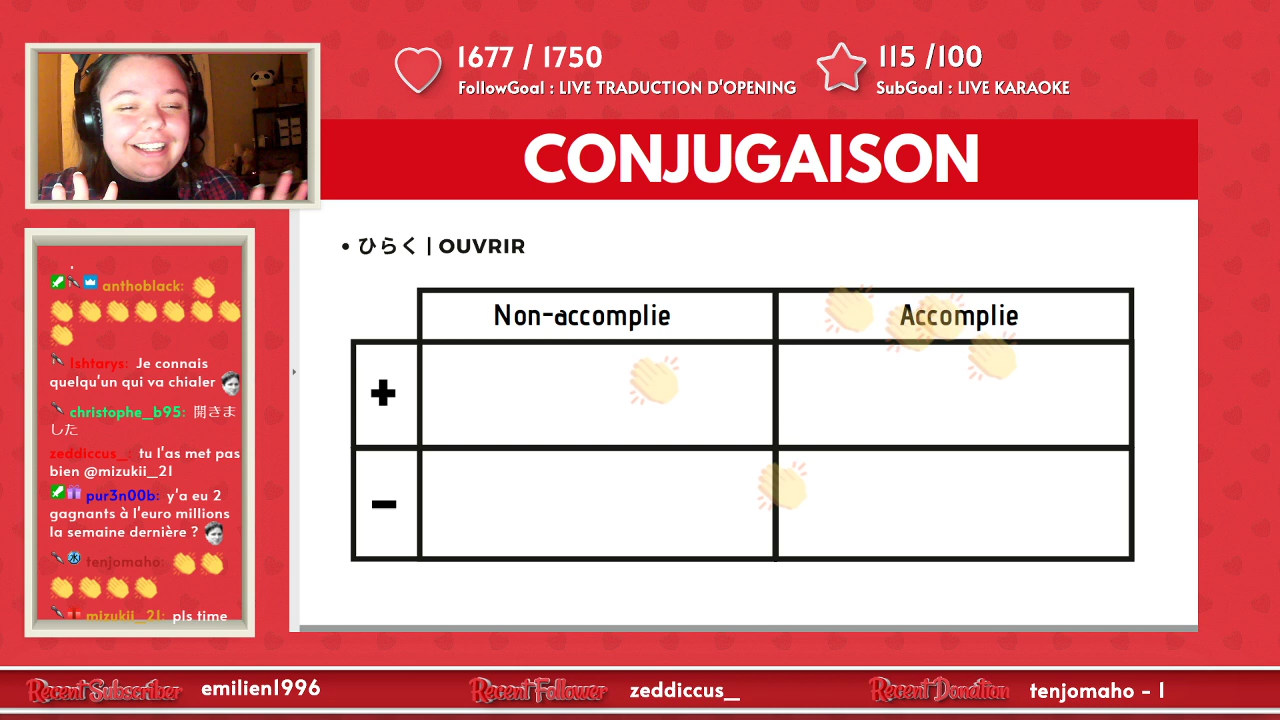 1677 / 1750
FollowGoal : LIVE TRADUCTION D'OPENING
115 /100
SubGoal : LIVE KARAOKE
CONJUGAISON
• ひらく | OUVRIR
Non-accomplie
Accomplie
+
−
anthoblack:
Ishtarys: Je connais
quelqu'un qui va chialer
christophe_b95: 開きま
した
zeddiccus_: tu l'as met pas
bien @mizukii_21
pur3n00b: y'a eu 2
gagnants à l'euro millions
la semaine dernière ?
tenjomaho:
mizukii_21: pls time
Recent Subscriber
emilien1996
Recent Follower
zeddiccus_
Recent Donation
tenjomaho - 1